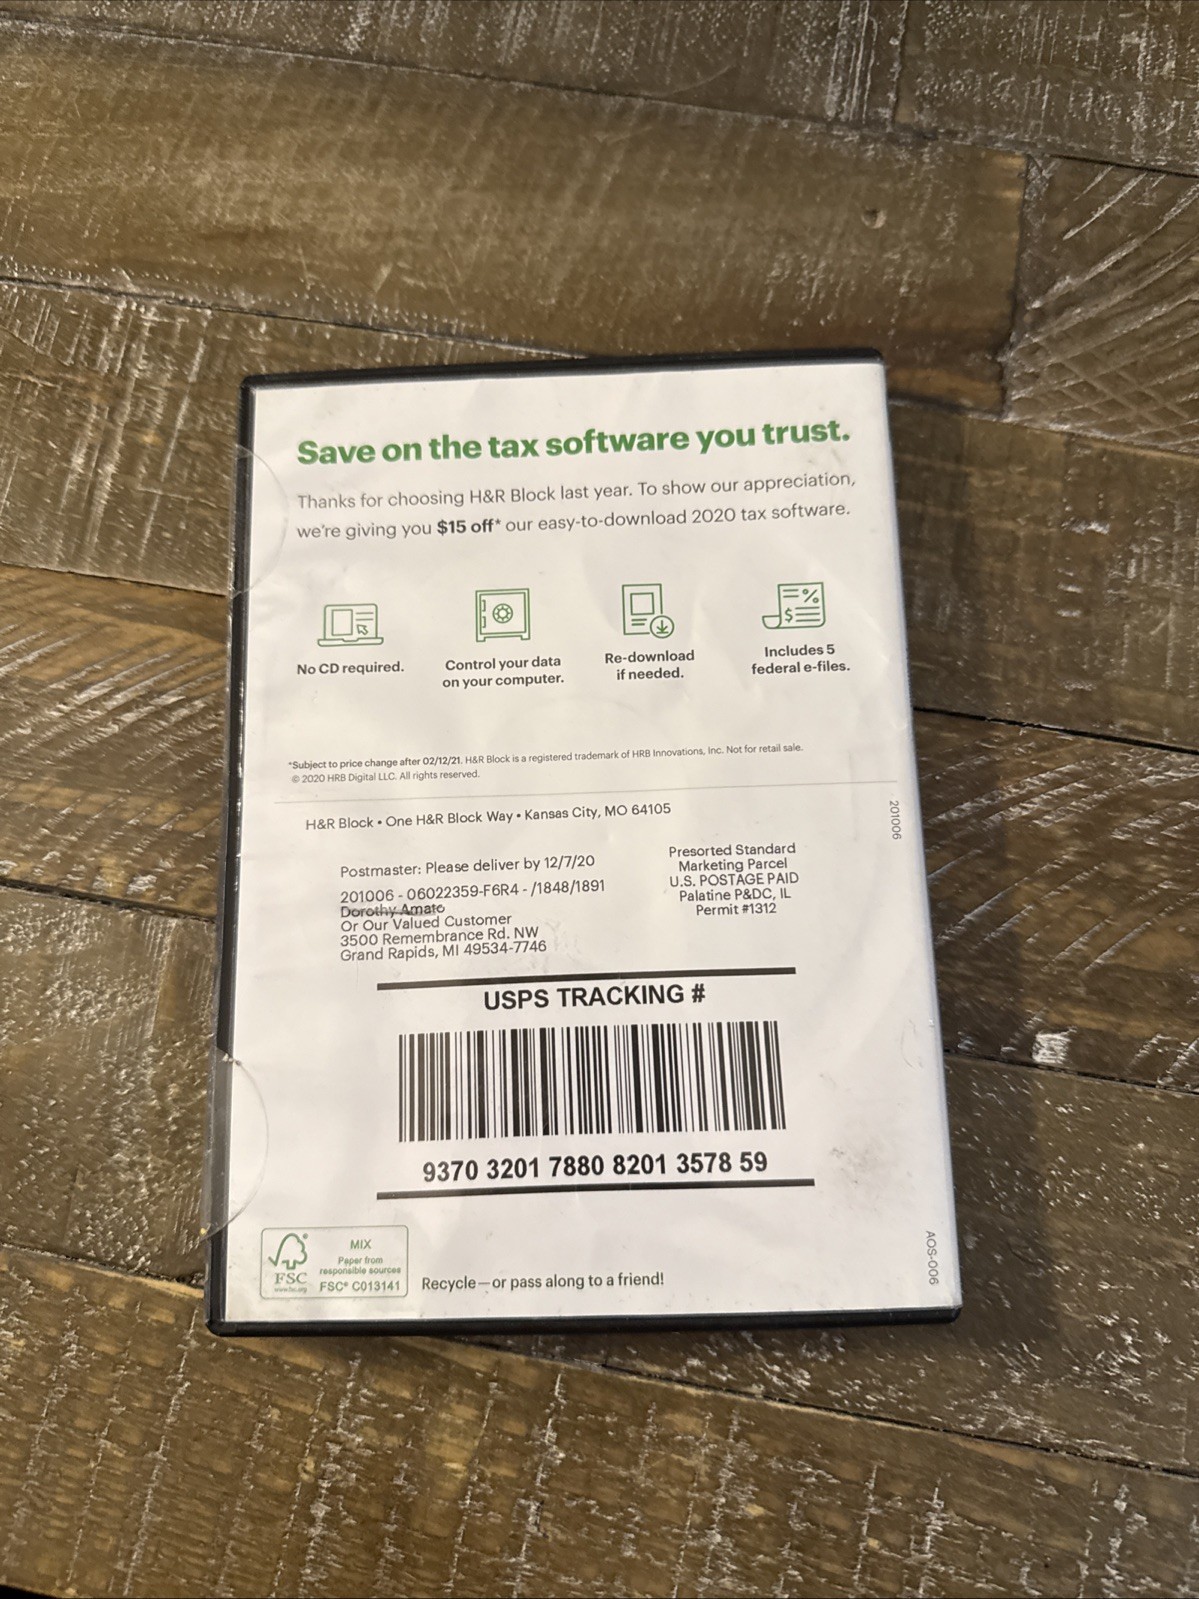 Save on the tax software you trust.
Thanks for choosing H&R Block last year. To show our appreciation,
we're giving you $15 off* our easy-to-download 2020 tax software.
No CD required.
Control your data
on your computer.
Re-download
if needed.
Includes 5
federal e-files.
*Subject to price change after 02/12/21. H&R Block is a registered trademark of HRB Innovations, Inc. Not for retail sale.
© 2020 HRB Digital LLC. All rights reserved.
H&R Block • One H&R Block Way • Kansas City, MO 64105
201006
Postmaster: Please deliver by 12/7/20
201006 - 06022359-F6R4 - /1848/1891
Dorothy Amato
Or Our Valued Customer
3500 Remembrance Rd. NW
Grand Rapids, MI 49534-7746
Presorted Standard
Marketing Parcel
U.S. POSTAGE PAID
Palatine P&DC, IL
Permit #1312
USPS TRACKING #
9370 3201 7880 8201 3578 59
FSC
www.fsc.org
MIX
Paper from
responsible sources
FSC® C013141
Recycle—or pass along to a friend!
AOS-006